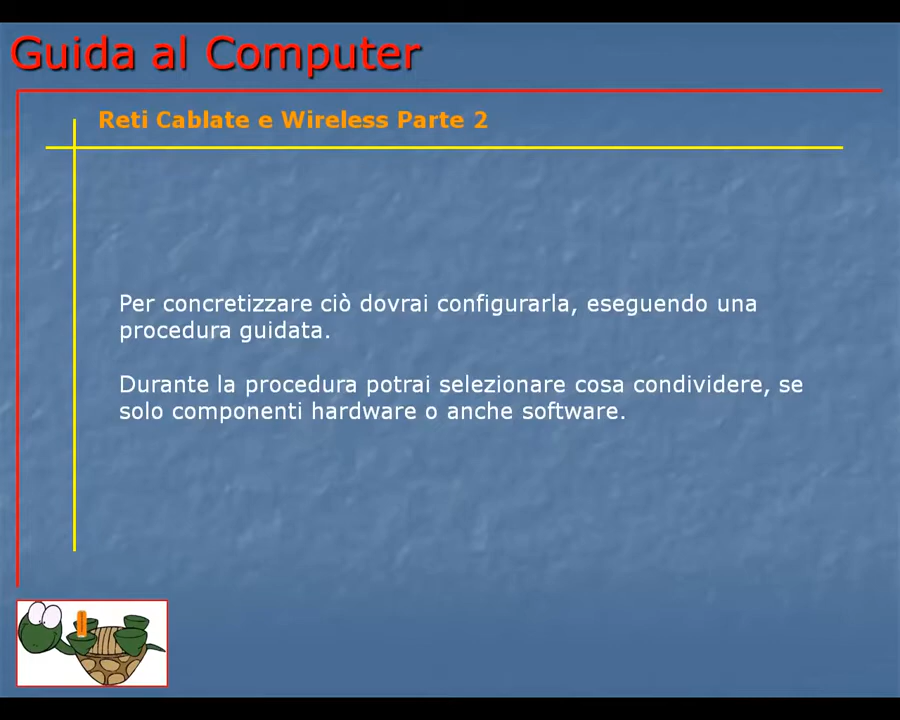 Guida al Computer
Reti Cablate e Wireless Parte 2
Per concretizzare ciò dovrai configurarla, eseguendo una
procedura guidata.
Durante la procedura potrai selezionare cosa condividere, se
solo componenti hardware o anche software.